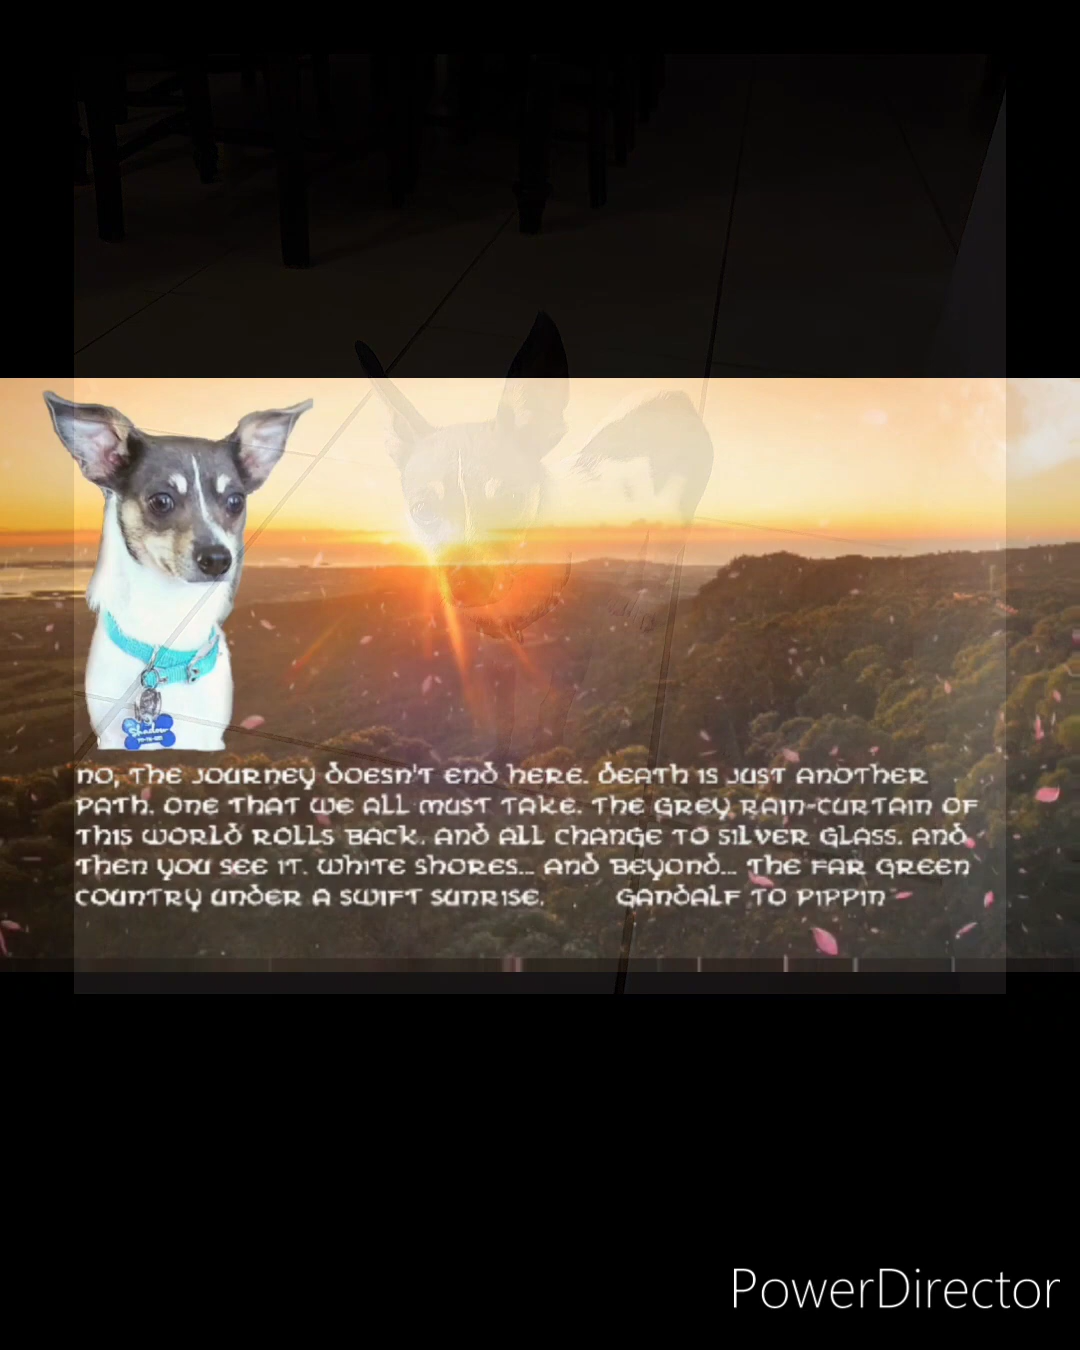 Shadow
NO, THE JOURNEY DOESN'T END HERE. DEATH IS JUST ANOTHER
PATH. ONE THAT WE ALL MUST TAKE. THE GREY RAIN-CURTAIN OF
THIS WORLD ROLLS BACK. AND ALL CHANGE TO SILVER GLASS. AND
THEN YOU SEE IT. WHITE SHORES... AND BEYOND... THE FAR GREEN
COUNTRY UNDER A SWIFT SUNRISE. GANDALF TO PIPPIN
PowerDirector